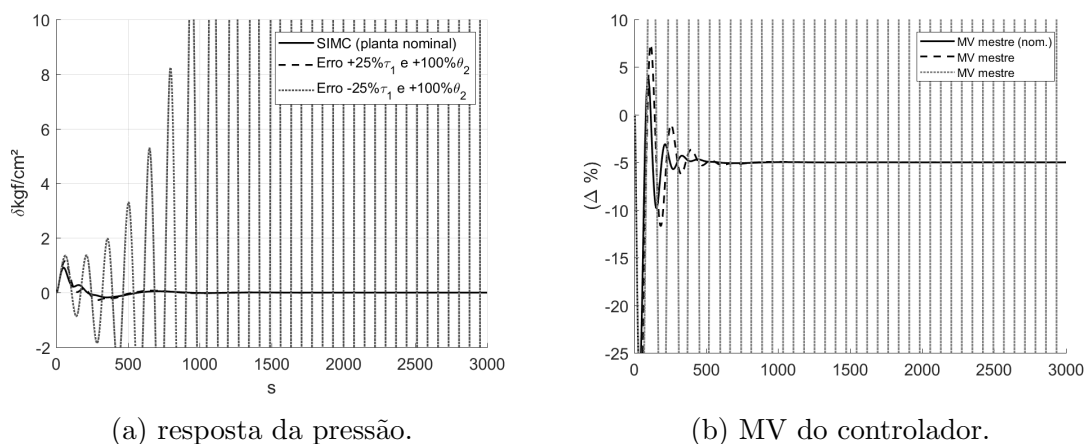 10
8
6
4
2
0
-2
δkgf/cm²
SIMC (planta nominal)
Erro +25%τ1 e +100%θ2
Erro -25%τ1 e +100%θ2
0 500 1000 1500 2000 2500 3000
s
(a) resposta da pressão.
10
5
0
-5
-10
-15
-20
-25
(Δ %)
MV mestre (nom.)
MV mestre
MV mestre
0 500 1000 1500 2000 2500 3000
(b) MV do controlador.